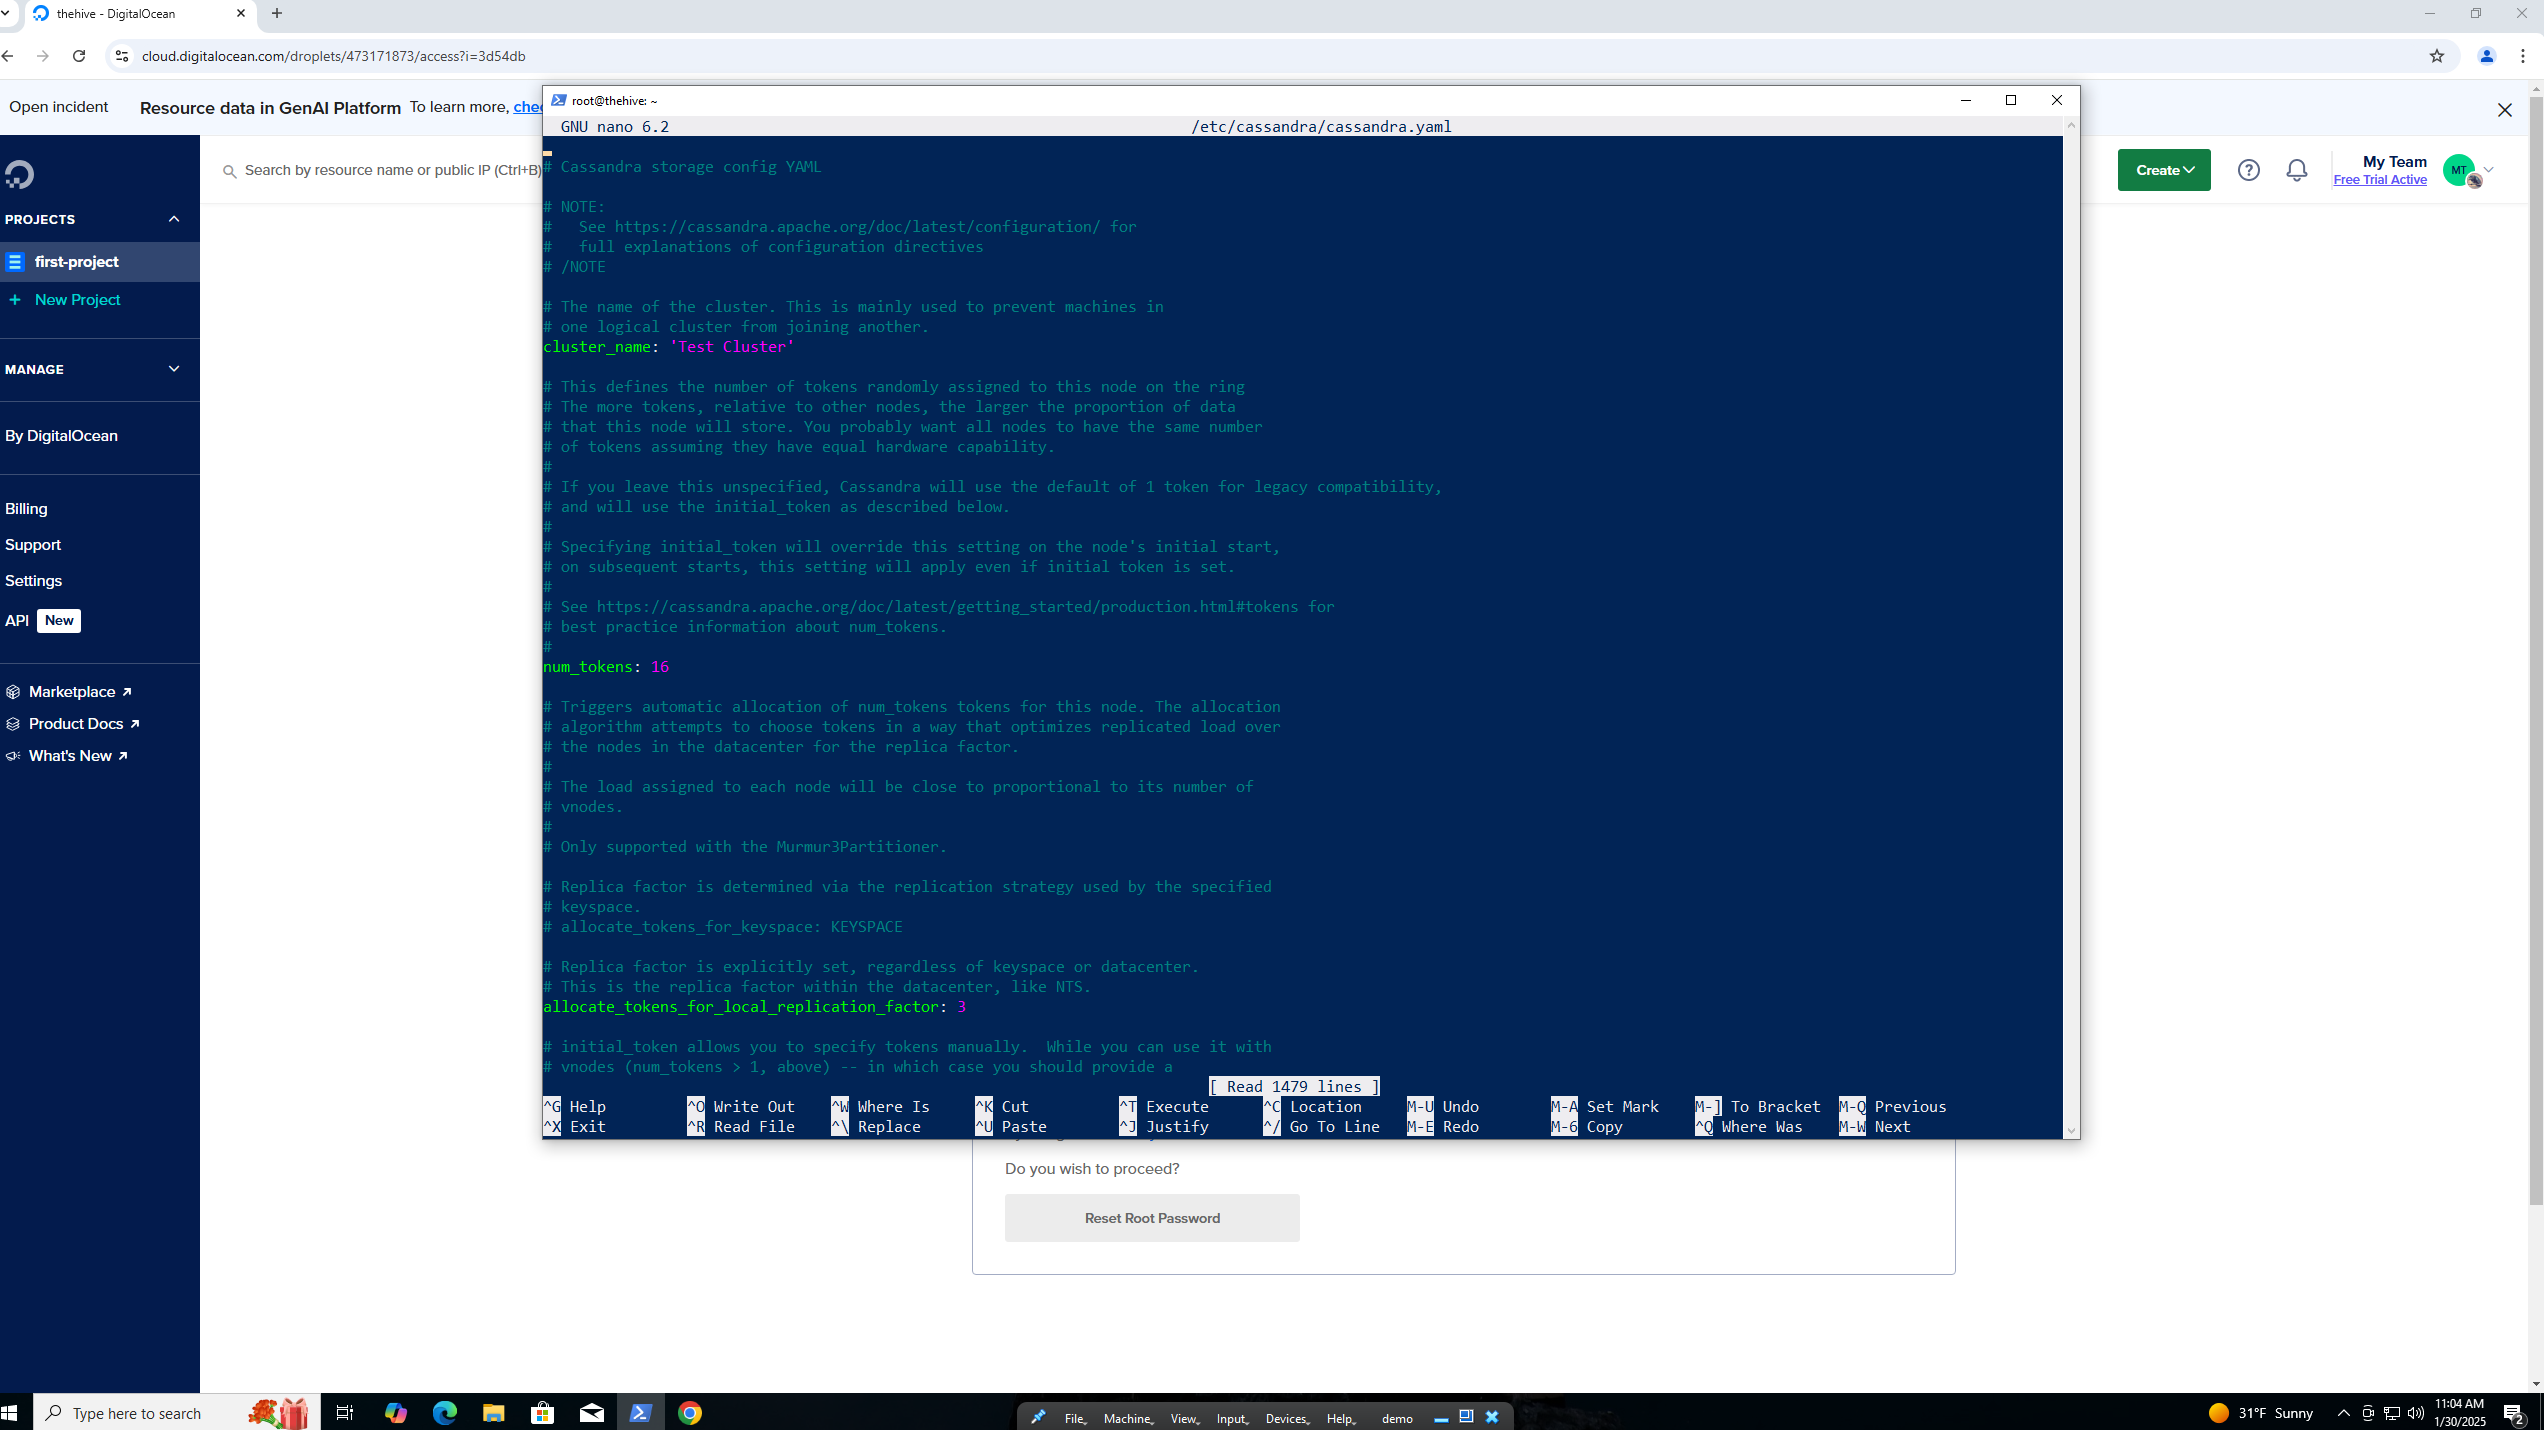 thehive - DigitalOcean
cloud.digitalocean.com/droplets/473171873/access?i=3d54db
Open incident
Resource data in GenAI Platform To learn more,
PROJECTS
first-project
+ New Project
MANAGE
By DigitalOcean
Billing
Support
Settings
API New
Marketplace
Product Docs
What's New
Search by resource name or public IP (Ctrl+B)
Create
My Team
Free Trial Active
MT
root@thehive: ~
GNU nano 6.2 /etc/cassandra/cassandra.yaml
# Cassandra storage config YAML
# NOTE:
#   See https://cassandra.apache.org/doc/latest/configuration/ for
#   full explanations of configuration directives
# /NOTE
# The name of the cluster. This is mainly used to prevent machines in
# one logical cluster from joining another.
cluster_name: 'Test Cluster'
# This defines the number of tokens randomly assigned to this node on the ring
# The more tokens, relative to other nodes, the larger the proportion of data
# that this node will store. You probably want all nodes to have the same number
# of tokens assuming they have equal hardware capability.
#
# If you leave this unspecified, Cassandra will use the default of 1 token for legacy compatibility,
# and will use the initial_token as described below.
#
# Specifying initial_token will override this setting on the node's initial start,
# on subsequent starts, this setting will apply even if initial token is set.
#
# See https://cassandra.apache.org/doc/latest/getting_started/production.html#tokens for
# best practice information about num_tokens.
#
num_tokens: 16
# Triggers automatic allocation of num_tokens tokens for this node. The allocation
# algorithm attempts to choose tokens in a way that optimizes replicated load over
# the nodes in the datacenter for the replica factor.
#
# The load assigned to each node will be close to proportional to its number of
# vnodes.
#
# Only supported with the Murmur3Partitioner.
# Replica factor is determined via the replication strategy used by the specified
# keyspace.
# allocate_tokens_for_keyspace: KEYSPACE
# Replica factor is explicitly set, regardless of keyspace or datacenter.
# This is the replica factor within the datacenter, like NTS.
allocate_tokens_for_local_replication_factor: 3
# initial_token allows you to specify tokens manually.  While you can use it with
# vnodes (num_tokens > 1, above) -- in which case you should provide a
[ Read 1479 lines ]
^G Help ^O Write Out ^W Where Is ^K Cut ^T Execute ^C Location M-U Undo M-A Set Mark M-] To Bracket M-Q Previous
^X Exit ^R Read File ^\ Replace ^U Paste ^J Justify ^/ Go To Line M-E Redo M-6 Copy ^Q Where Was M-W Next
Do you wish to proceed?
Reset Root Password
Type here to search
File Machine View Input Devices Help demo
31°F Sunny
11:04 AM
1/30/2025
2